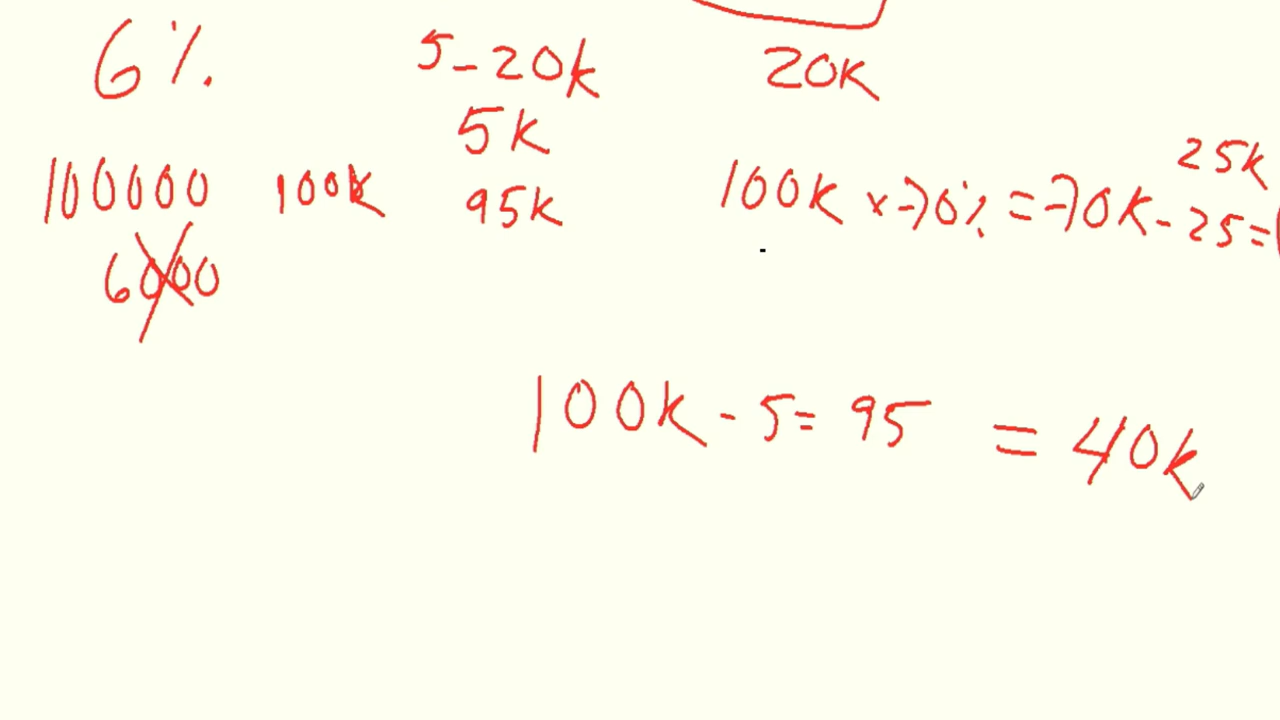 6% 5-20k 20K
5k
100000 100k 95k 100K x 70% = 70K - 25 =
25k
6000
100k - 5 = 95 = 40k